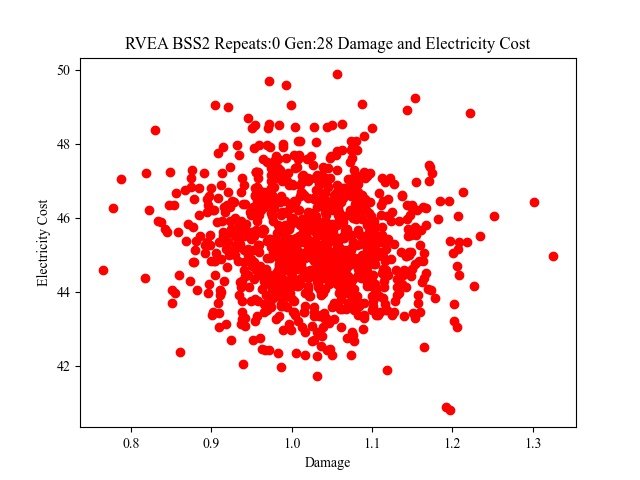 RVEA BSS2 Repeats:0 Gen:28 Damage and Electricity Cost
50
48
46
44
42
Electricity Cost
0.8 0.9 1.0 1.1 1.2 1.3
Damage